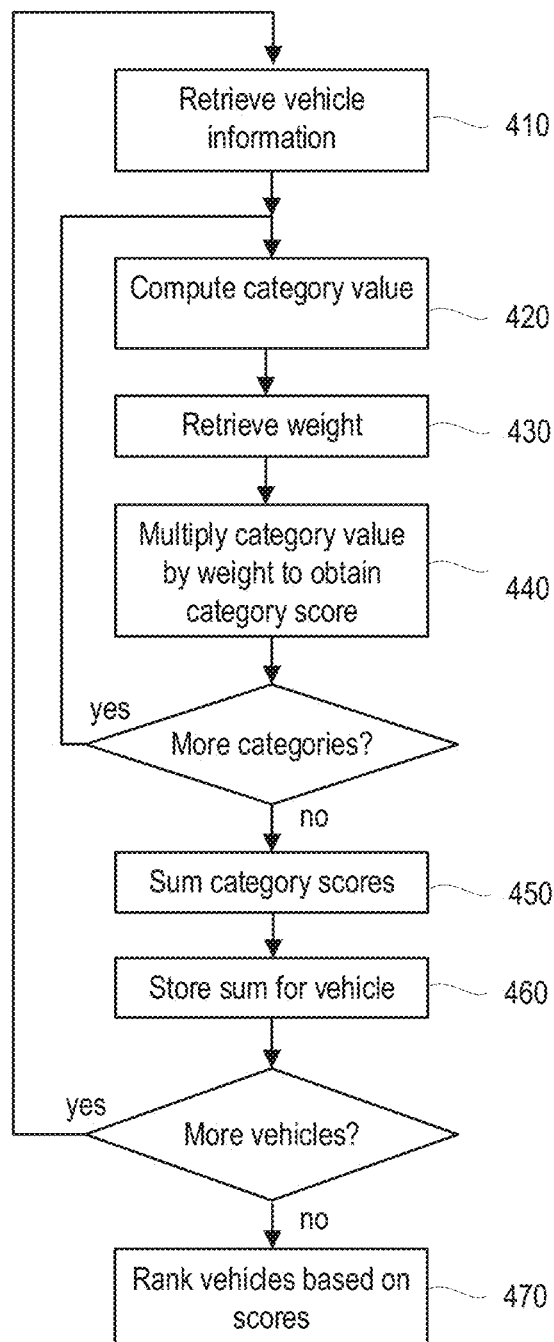 Retrieve vehicle
information
410
Compute category value
420
Retrieve weight
430
Multiply category value
by weight to obtain
category score
440
yes
More categories?
no
Sum category scores
450
Store sum for vehicle
460
yes
More vehicles?
no
Rank vehicles based on
scores
470